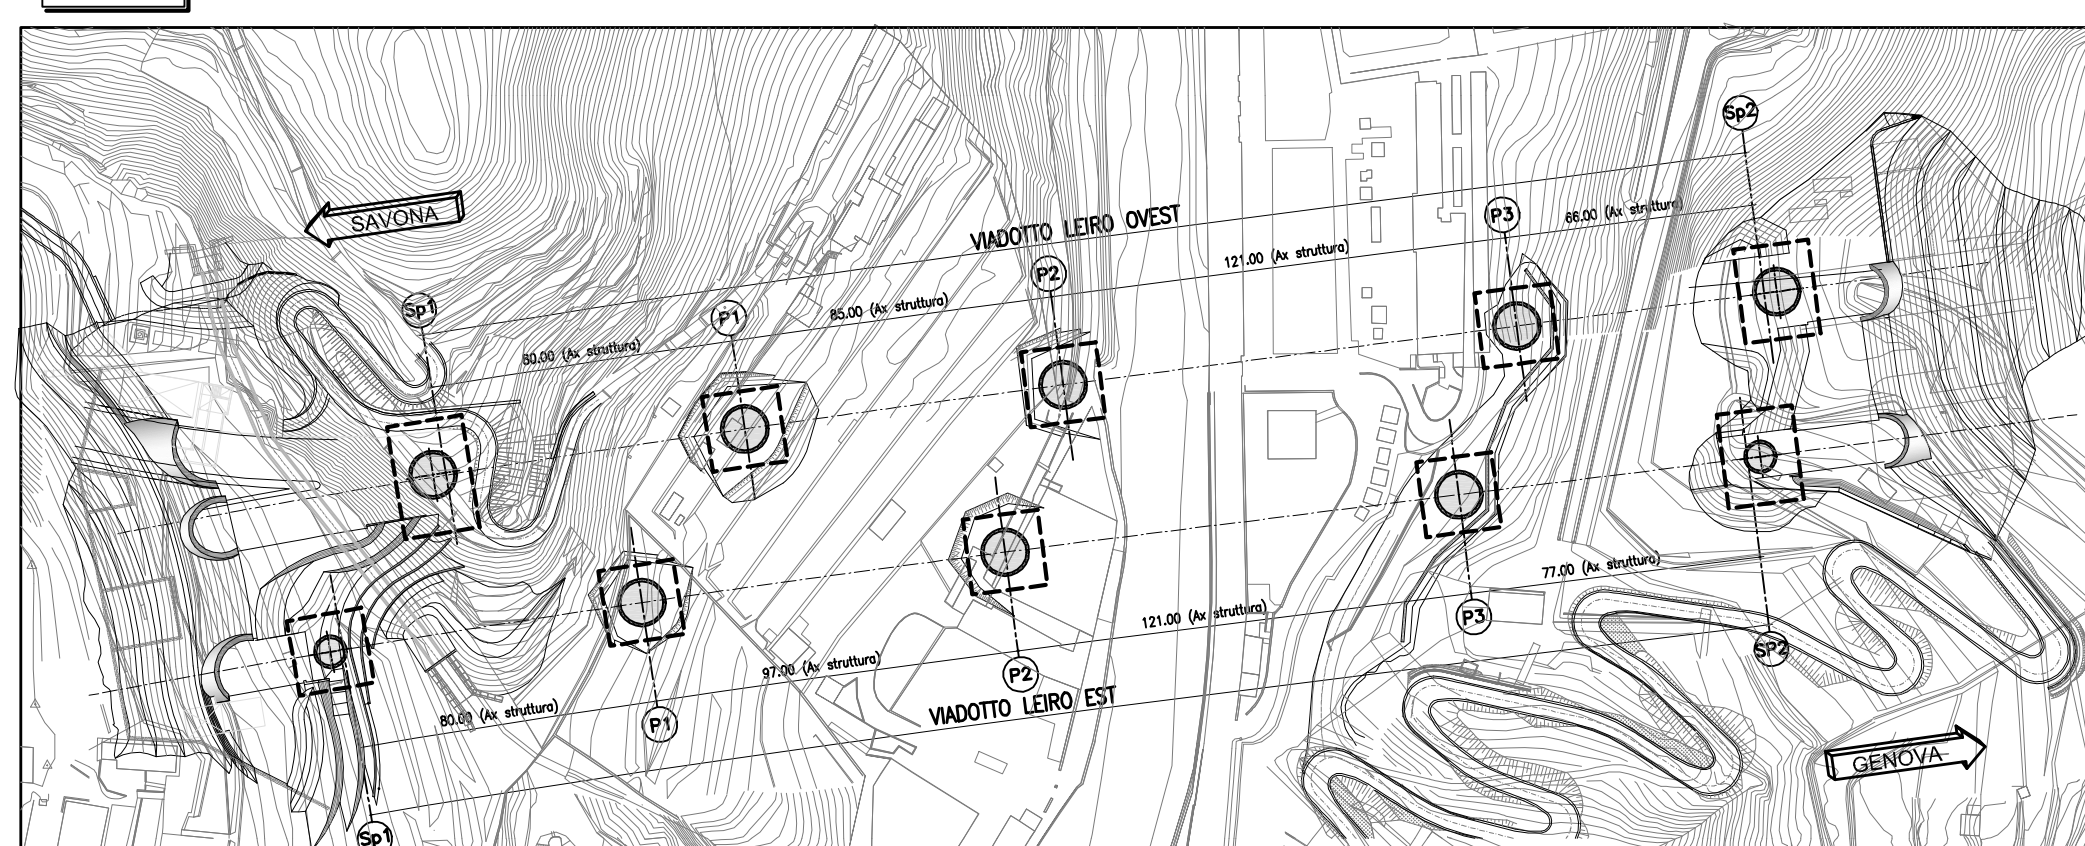 Sp2
SAVONA
VIADOTTO LEIRO OVEST
P3
66.00 (Ax struttura)
121.00 (Ax struttura)
P2
Sp1
P1
85.00 (Ax struttura)
80.00 (Ax struttura)
77.00 (Ax struttura)
121.00 (Ax struttura)
P3
SP2
97.00 (Ax struttura)
P2
80.00 (Ax struttura)
P1
VIADOTTO LEIRO EST
GENOVA
Sp1